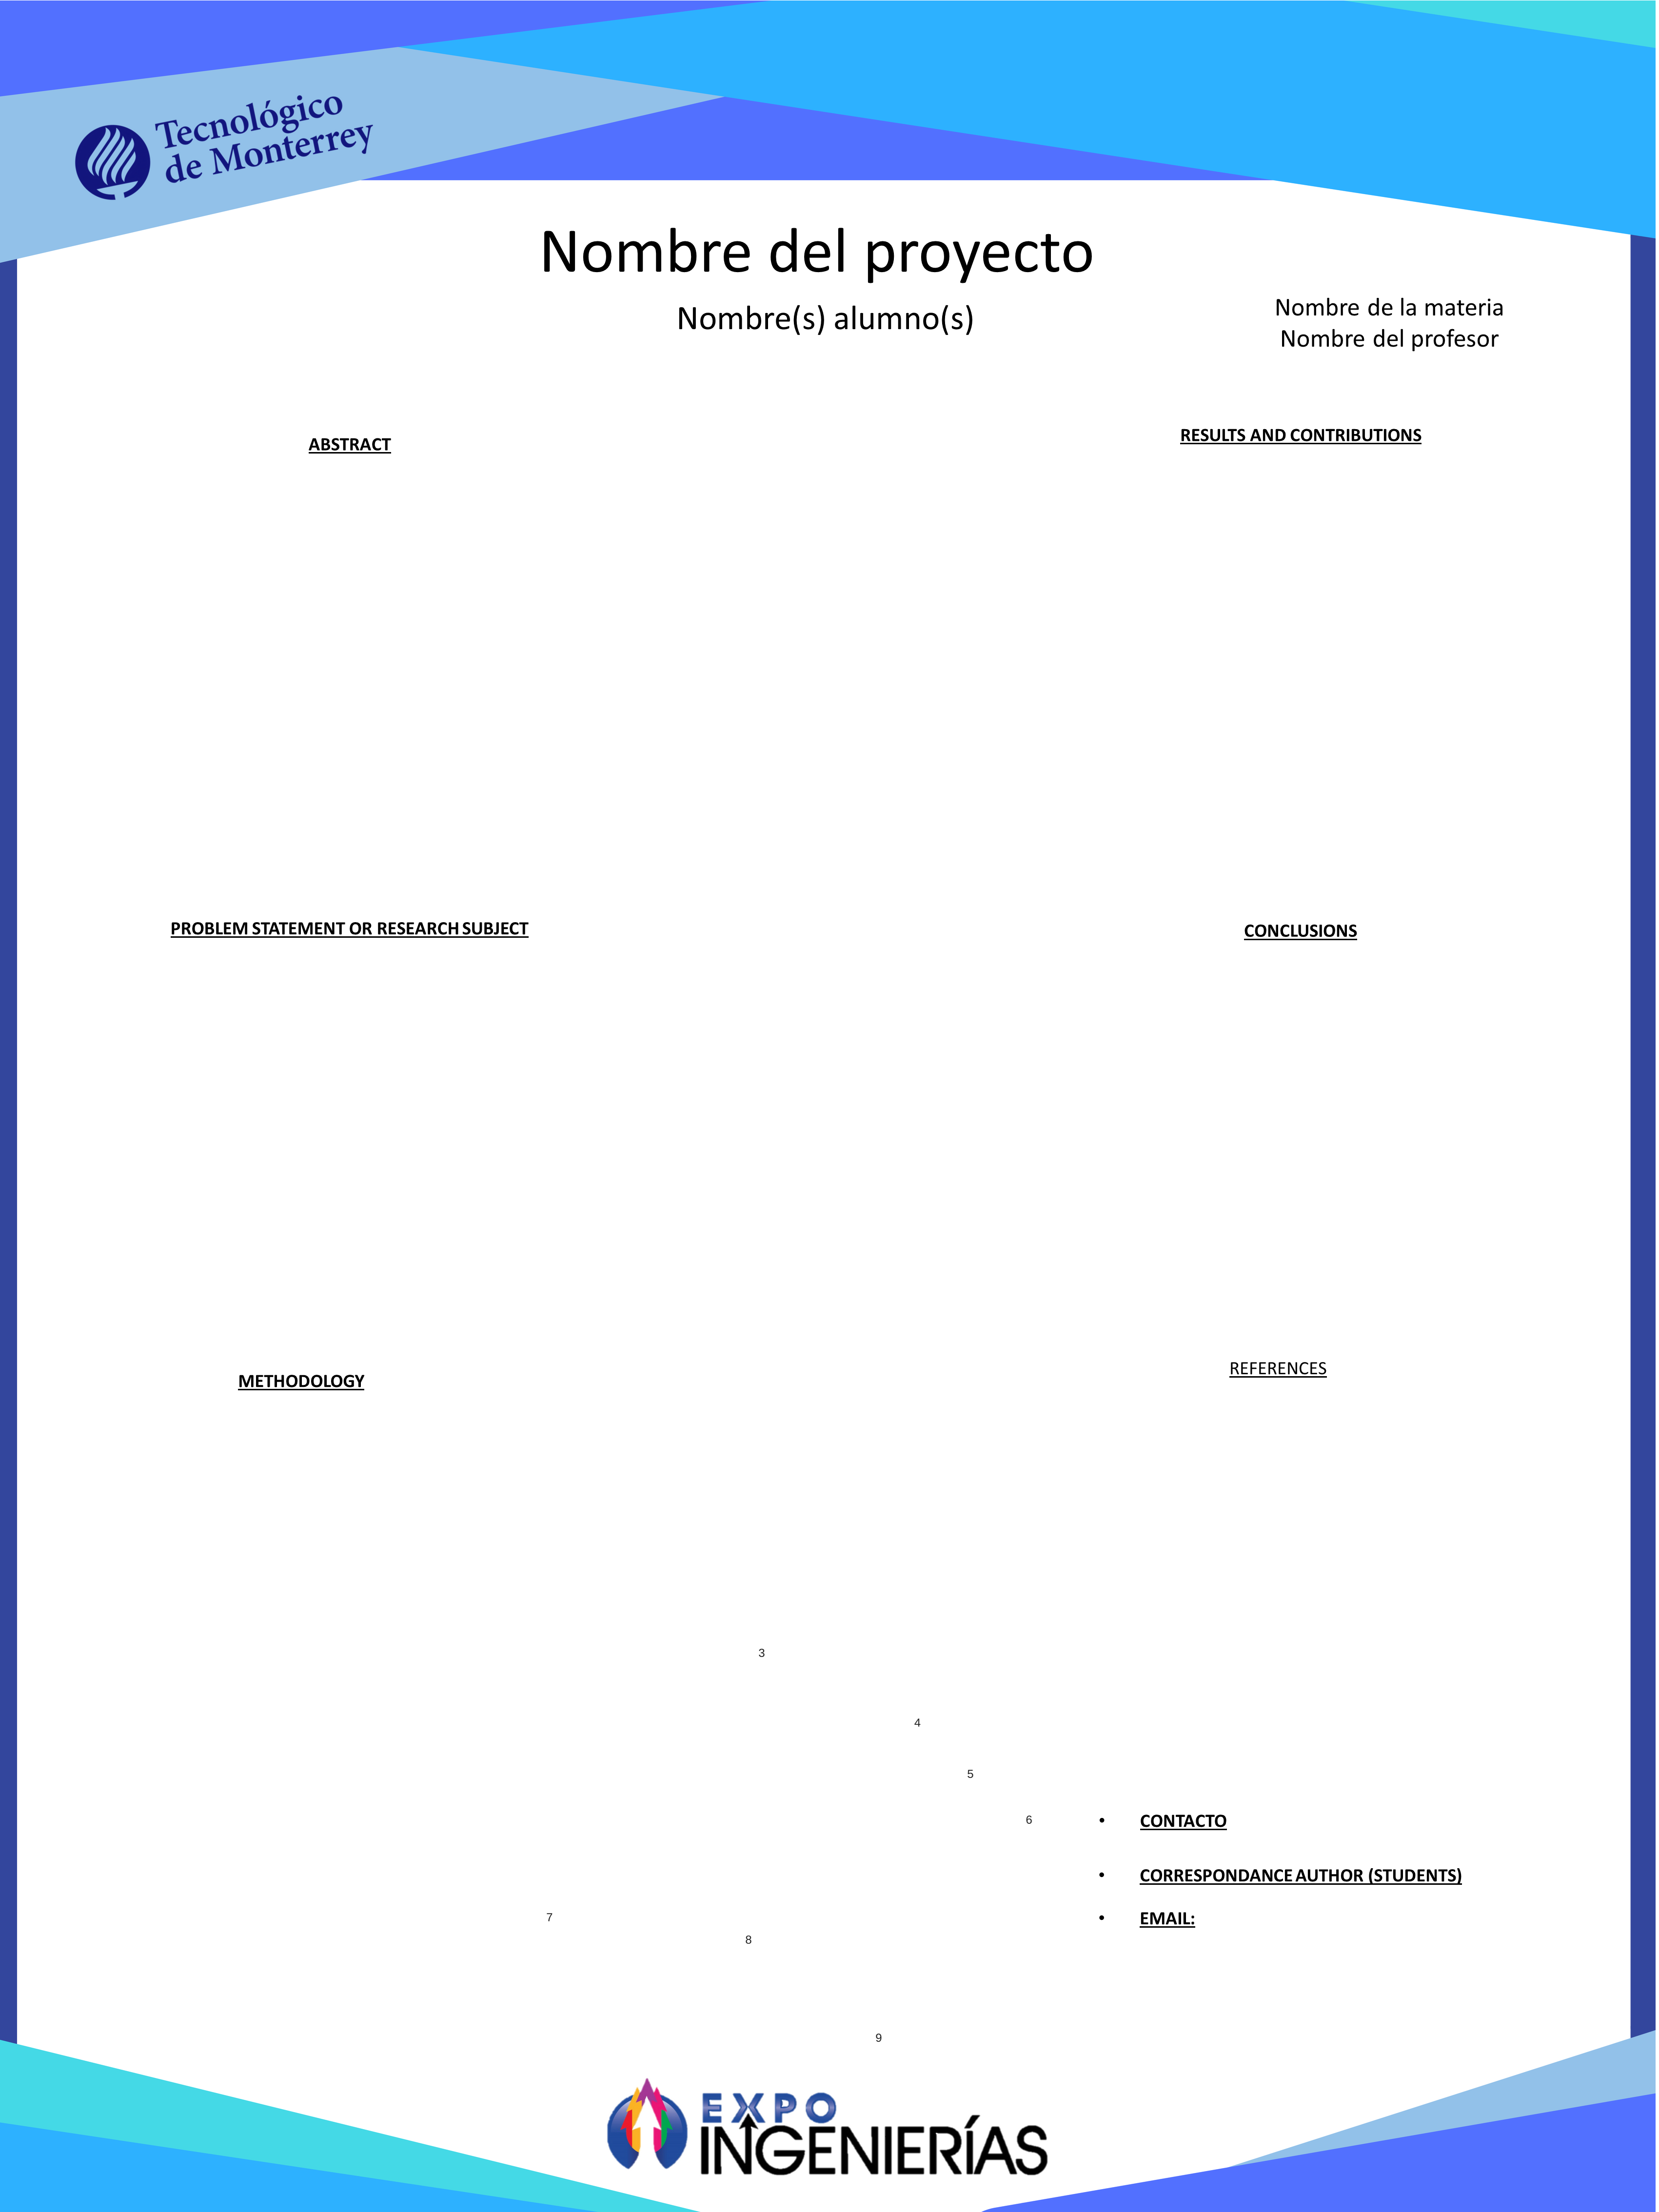 Tecnológico
de Monterrey
Nombre del proyecto
Nombre(s) alumno(s)
Nombre de la materia
Nombre del profesor
ABSTRACT
RESULTS AND CONTRIBUTIONS
PROBLEM STATEMENT OR RESEARCH SUBJECT
CONCLUSIONS
METHODOLOGY
REFERENCES
3
4
5
6
• CONTACTO
• CORRESPONDANCE AUTHOR (STUDENTS)
• EMAIL:
7
8
9
EXPO
INGENIERÍAS